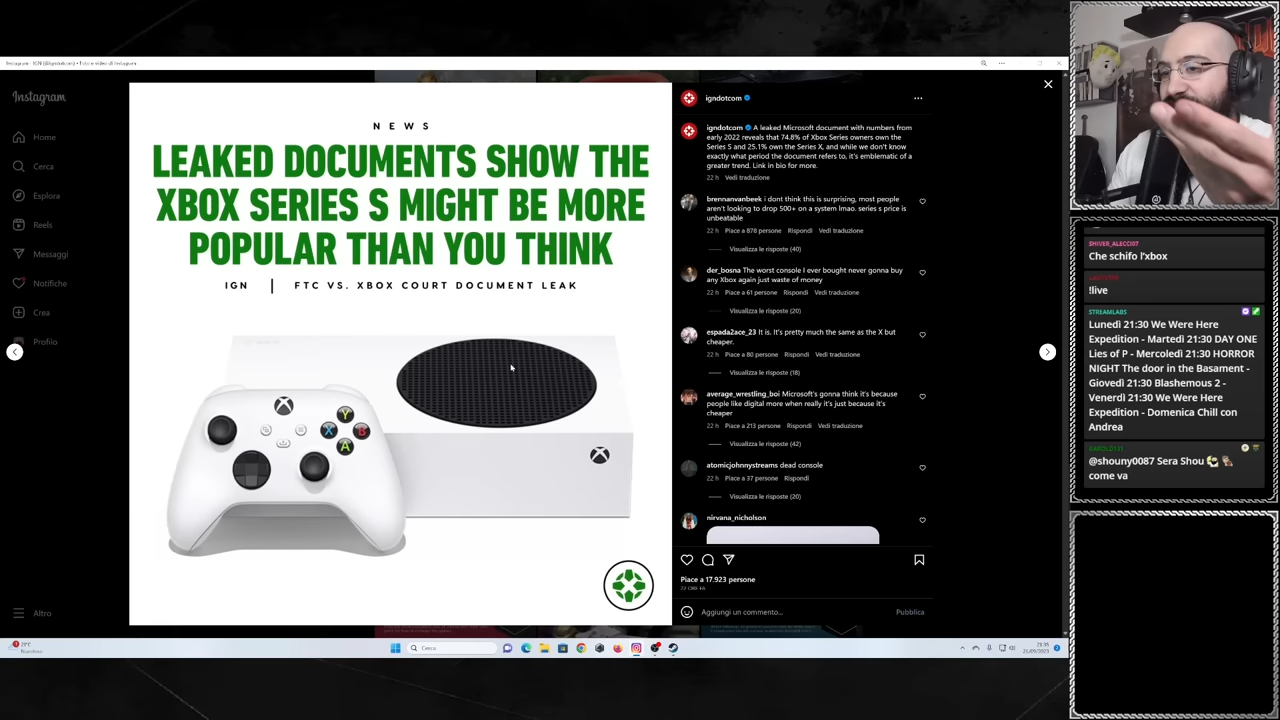 Instagram
Home
Cerca
Esplora
Reels
Messaggi
Notifiche
Crea
Profilo
Altro
NEWS
LEAKED DOCUMENTS SHOW THE
XBOX SERIES S MIGHT BE MORE
POPULAR THAN YOU THINK
IGN | FTC VS. XBOX COURT DOCUMENT LEAK
Y
X B
A
igndotcom
igndotcom A leaked Microsoft document with numbers from
early 2022 reveals that 74.8% of Xbox Series owners own the
Series S and 25.1% own the Series X, and while we don't know
exactly what period the document refers to, it's emblematic of a
greater trend. Link in bio for more.
22 h Vedi traduzione
brennanvanbeek i dont think this is surprising, most people
aren't looking to drop 500+ on a system lmao. series s price is
unbeatable
22 h Piace a 878 persone Rispondi Vedi traduzione
Visualizza le risposte (40)
der_bosna The worst console I ever bought never gonna buy
any Xbox again just waste of money
22 h Piace a 61 persone Rispondi Vedi traduzione
Visualizza le risposte (20)
espada2ace_23 It is. It's pretty much the same as the X but
cheaper.
22 h Piace a 80 persone Rispondi Vedi traduzione
Visualizza le risposte (18)
average_wrestling_boi Microsoft's gonna think it's because
people like digital more when really it's just because it's
cheaper
22 h Piace a 213 persone Rispondi Vedi traduzione
Visualizza le risposte (42)
atomicjohnnystreams dead console
22 h Piace a 37 persone Rispondi
Visualizza le risposte (20)
nirvana_nicholson
Piace a 17.923 persone
22 ORE FA
Aggiungi un commento...
Pubblica
SHIVER_ALECCI07
Che schifo l'xbox
!live
STREAMLABS
Lunedì 21:30 We Were Here
Expedition - Martedì 21:30 DAY ONE
Lies of P - Mercoledì 21:30 HORROR
NIGHT The door in the Basament -
Giovedì 21:30 Blashemous 2 -
Venerdì 21:30 We Were Here
Expedition - Domenica Chill con
Andrea
@shouny0087 Sera Shou
come va
Cerca